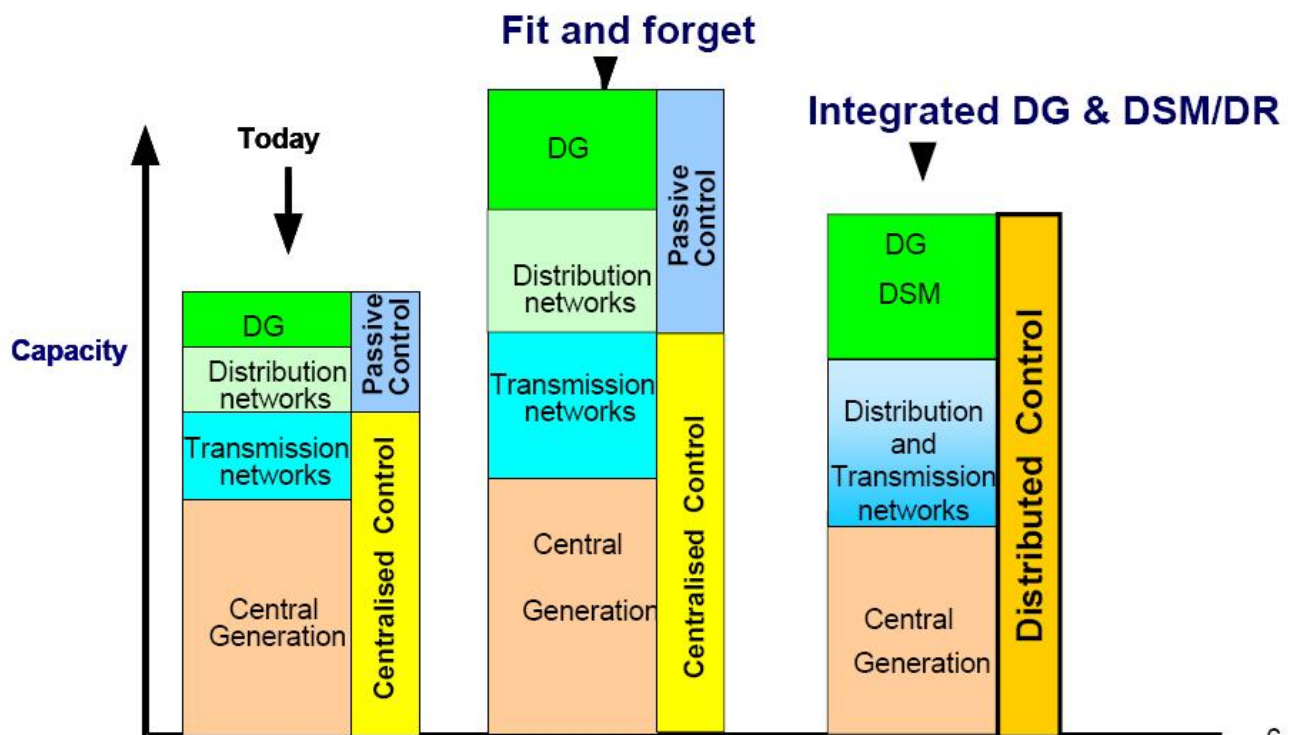 Fit and forget
Integrated DG & DSM/DR
Today
Capacity
DG
Distribution
networks
Transmission
networks
Central
Generation
Passive
Control
Centralised Control
DG
Distribution
networks
Transmission
networks
Central
Generation
Passive
Control
Centralised Control
DG
DSM
Distribution
and
Transmission
networks
Central
Generation
Distributed Control